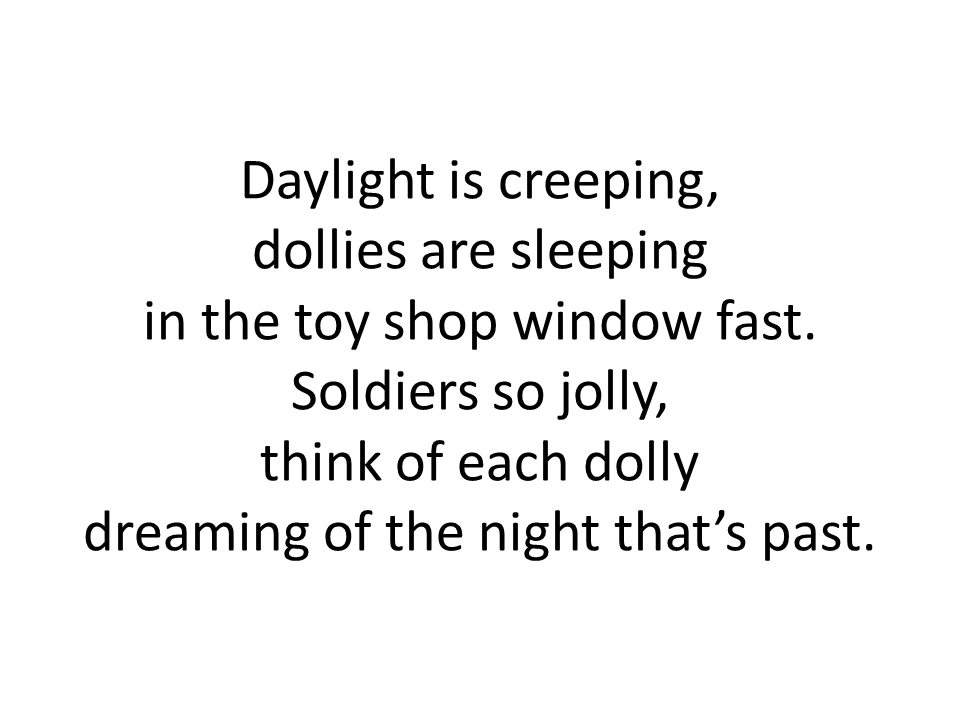 Daylight is creeping,
dollies are sleeping
in the toy shop window fast.
Soldiers so jolly,
think of each dolly
dreaming of the night that’s past.